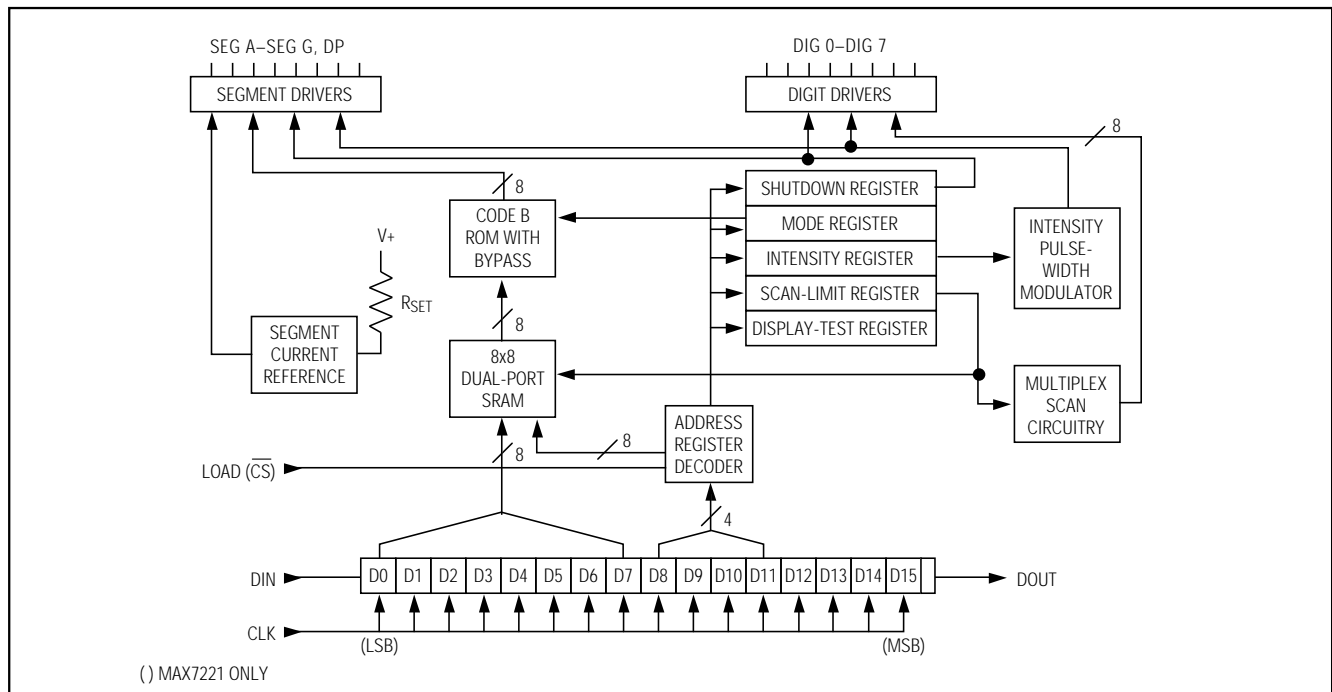 SEG A–SEG G, DP
DIG 0–DIG 7
SEGMENT DRIVERS
DIGIT DRIVERS
8
8
SHUTDOWN REGISTER
MODE REGISTER
INTENSITY REGISTER
SCAN-LIMIT REGISTER
DISPLAY-TEST REGISTER
CODE B
ROM WITH
BYPASS
INTENSITY
PULSE-
WIDTH
MODULATOR
V+
RSET
SEGMENT
CURRENT
REFERENCE
8
8x8
DUAL-PORT
SRAM
MULTIPLEX
SCAN
CIRCUITRY
ADDRESS
REGISTER
DECODER
8
8
LOAD (C̅S̅)
4
DIN
D0 D1 D2 D3 D4 D5 D6 D7 D8 D9 D10 D11 D12 D13 D14 D15
DOUT
CLK
(LSB)
(MSB)
( ) MAX7221 ONLY